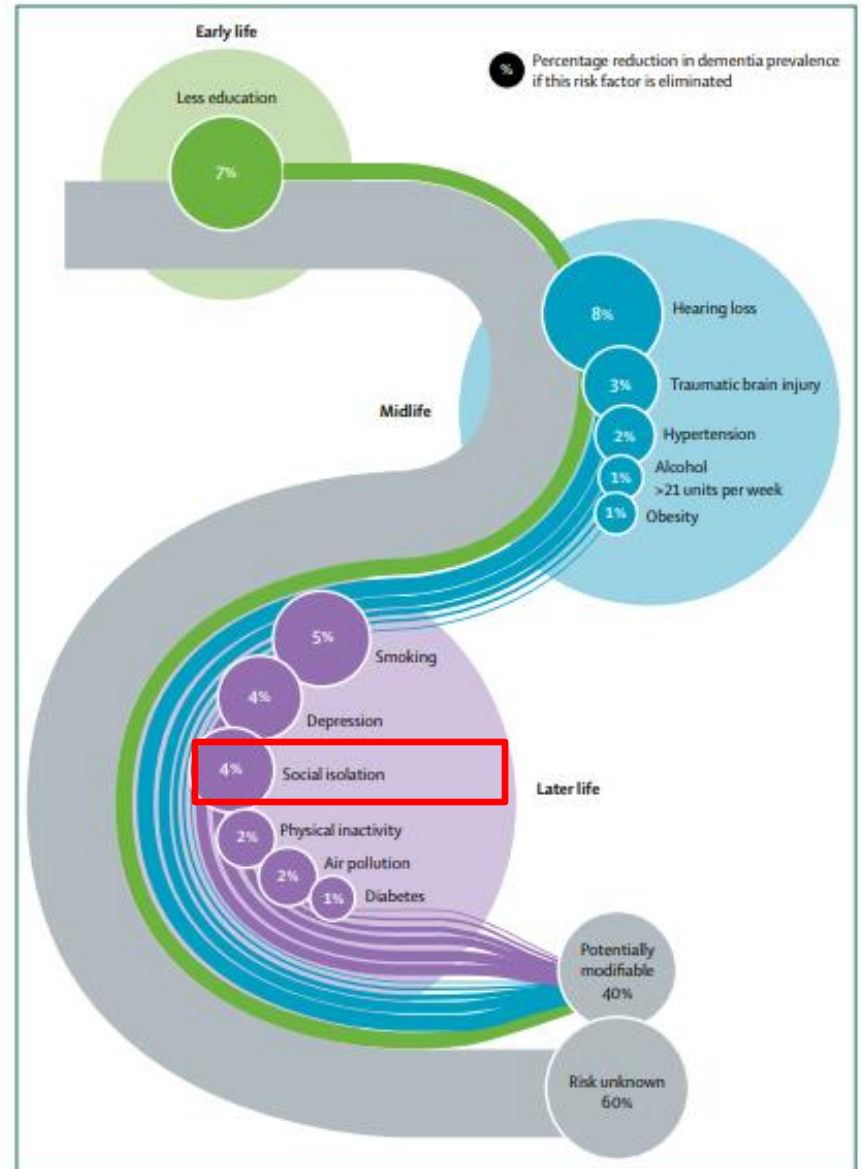 Early life
% Percentage reduction in dementia prevalence
if this risk factor is eliminated
Less education
7%
8% Hearing loss
3% Traumatic brain injury
Midlife
2% Hypertension
1% Alcohol
>21 units per week
1% Obesity
5% Smoking
4% Depression
4% Social isolation
Later life
2% Physical inactivity
2% Air pollution
1% Diabetes
Potentially
modifiable
40%
Risk unknown
60%